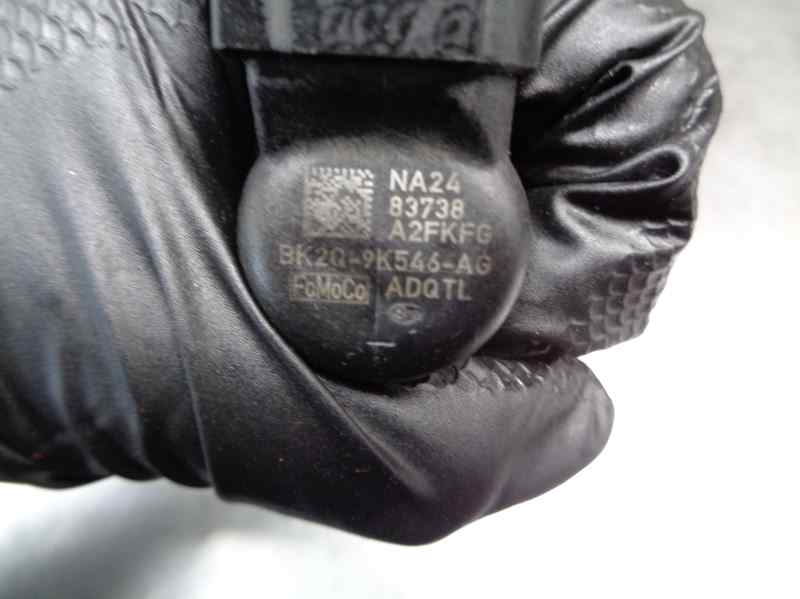 NA24
83738
A2FKFG
BK2Q-9K546-AG
FoMoCo ADQTL